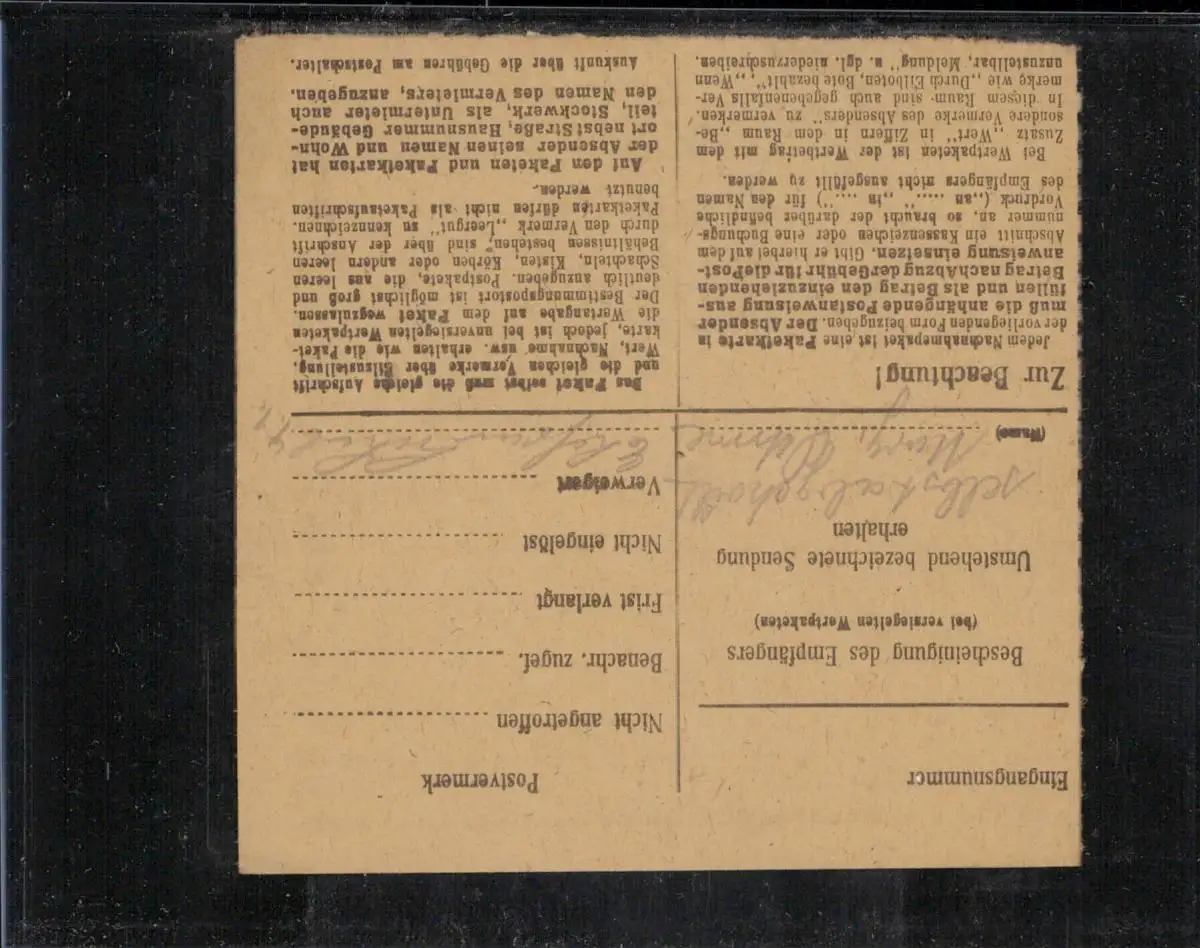 Eingangsnummer
Bescheinigung des Empfängers
(bei versiegelten Wertpaketen)
Umstehend bezeichnete Sendung
erhalten
selbst abgeholt
(Name)
Postvermerk
Nicht angetroffen
Benachr. zugef.
Frist verlangt
Nicht eingelöst
Verweigert
Zur Beachtung!
Jedem Nachnahmepaket ist eine Paketkarte in
der vorliegenden Form beizugeben. Der Absender
muß die anhängende Postanweisung aus-
füllen und als Betrag den einzuziehenden
Betrag nach Abzug der Gebühr für die Post-
anweisung einsetzen. Gibt er hierbei auf dem
Abschnitt ein Kassenzeichen oder eine Buchungs-
nummer an, so braucht der darüber befindliche
Vordruck („an ....." „in ....") für den Namen
des Empfängers nicht ausgefüllt zu werden.
Bei Wertpaketen ist der Wertbetrag mit dem
Zusatz „Wert" in Ziffern in dem Raum „Be-
sondere Vermerke des Absenders" zu vermerken.
In diesem Raum sind auch gegebenenfalls Ver-
merke wie „Durch Eilboten, Bote bezahlt", „Wenn
unzustellbar, Meldung" u. dgl. niederzuschreiben.
Das Paket selbst muß die gleiche Aufschrift
und die gleichen Vermerke über Eilzustellung,
Wert, Nachnahme usw. erhalten wie die Paket-
karte, jedoch ist bei unversiegelten Wertpaketen
die Wertangabe auf dem Paket wegzulassen.
Der Bestimmungspostort ist möglichst groß und
deutlich anzugeben. Postpakete, die aus leeren
Schachteln, Kisten, Körben oder andern leeren
Behältnissen bestehen, sind über der Anschrift
durch den Vermerk „Leergut" zu kennzeichnen.
Paketkarten dürfen nicht als Paketaufschriften
benutzt werden.
Auf den Paketen und Paketkarten hat
der Absender seinen Namen und Wohn-
ort nebst Straße, Hausnummer Gebäude-
teil, Stockwerk, als Untermieter auch
den Namen des Vermieters, anzugeben.
Auskunft über die Gebühren am Postschalter.